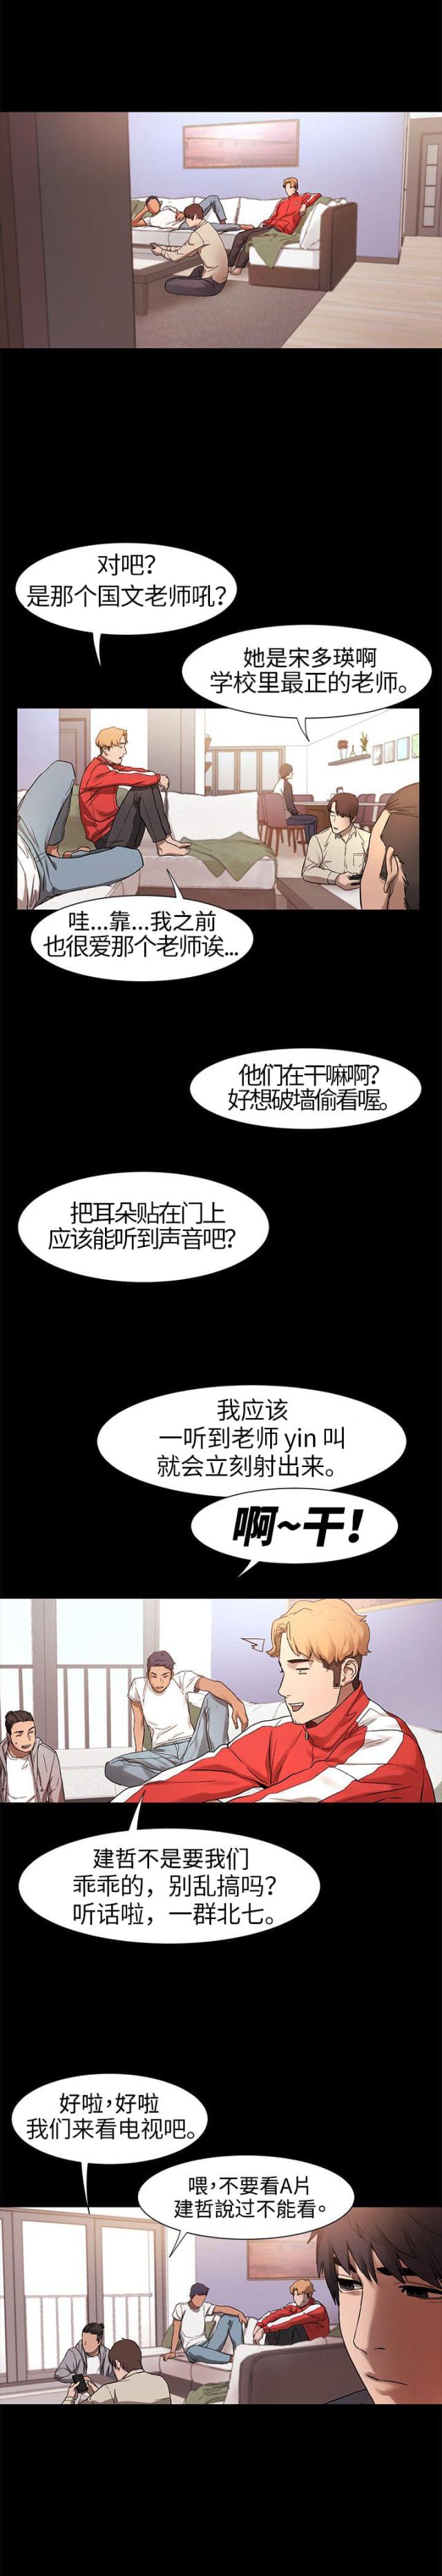 对吧？
是那个国文老师吼？
她是宋多瑛啊
学校里最正的老师。
哇...靠...我之前
也很爱那个老师诶...
他们在干嘛啊？
好想破墙偷看喔。
把耳朵贴在门上
应该能听到声音吧？
我应该
一听到老师 yin 叫
就会立刻射出来。
啊~干！
建哲不是要我们
乖乖的，别乱搞吗？
听话啦，一群北七。
好啦，好啦
我们来看电视吧。
喂，不要看A片
建哲說过不能看。